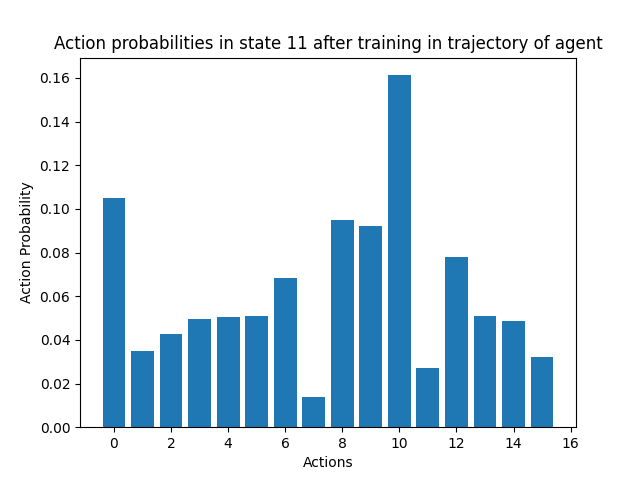 Action probabilities in state 11 after training in trajectory of agent
0.16
0.14
0.12
0.10
0.08
0.06
0.04
0.02
0.00
Action Probability
0 2 4 6 8 10 12 14 16
Actions